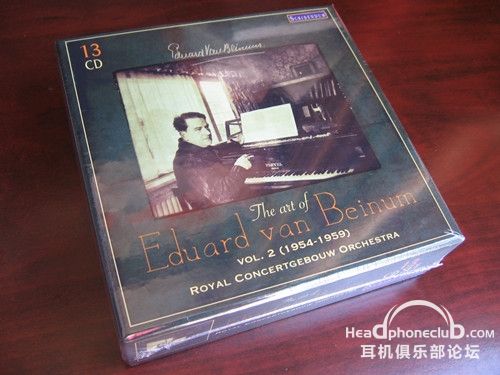 13
CD
SCRIBENDUM
Eduard van Beinum
The art of
Eduard van Beinum
VOL. 2 (1954-1959)
ROYAL CONCERTGEBOUW ORCHESTRA
Headphoneclub.com
耳机俱乐部论坛